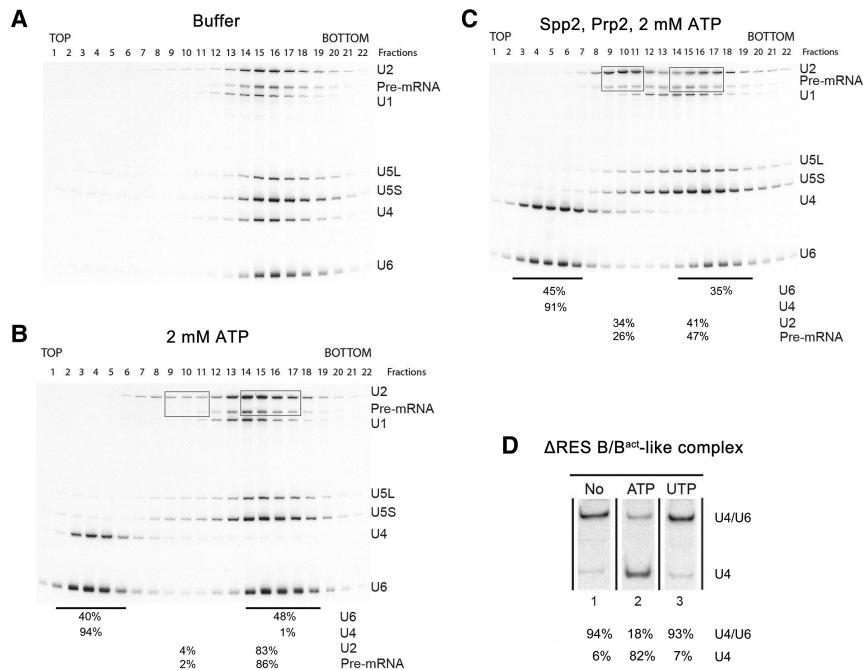 A
Buffer
TOP
BOTTOM
1 2 3 4 5 6 7 8 9 10 11 12 13 14 15 16 17 18 19 20 21 22 Fractions
U2
Pre-mRNA
U1
U5L
U5S
U4
U6
B
2 mM ATP
TOP
BOTTOM
1 2 3 4 5 6 7 8 9 10 11 12 13 14 15 16 17 18 19 20 21 22 Fractions
U2
Pre-mRNA
U1
U5L
U5S
U4
U6
40% 48% U6
94% 1% U4
4% 83% U2
2% 86% Pre-mRNA
C
Spp2, Prp2, 2 mM ATP
TOP
BOTTOM
1 2 3 4 5 6 7 8 9 10 11 12 13 14 15 16 17 18 19 20 21 22
Fractions
U2
Pre-mRNA
U1
U5L
U5S
U4
U6
45% 35% U6
91% U4
34% 41% U2
26% 47% Pre-mRNA
D
ΔRES B/Bact-like complex
No ATP UTP
U4/U6
U4
1 2 3
94% 18% 93% U4/U6
6% 82% 7% U4